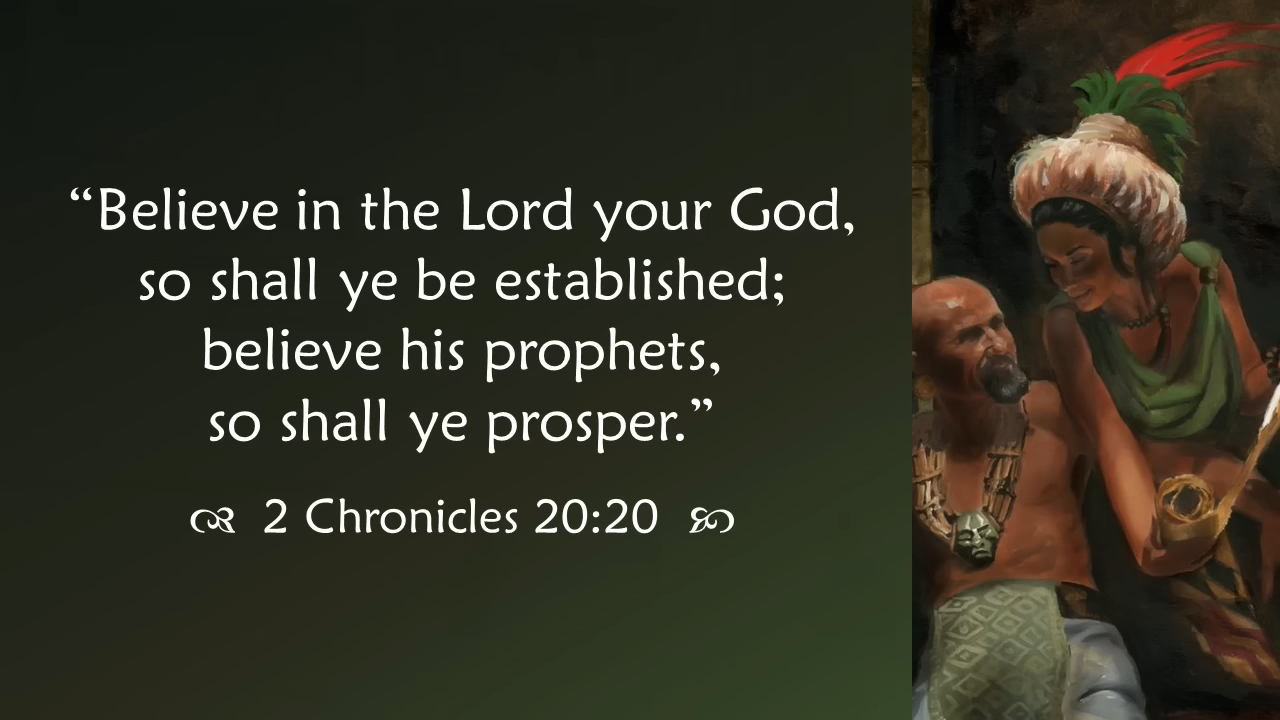 “Believe in the Lord your God,
so shall ye be established;
believe his prophets,
so shall ye prosper.”
2 Chronicles 20:20